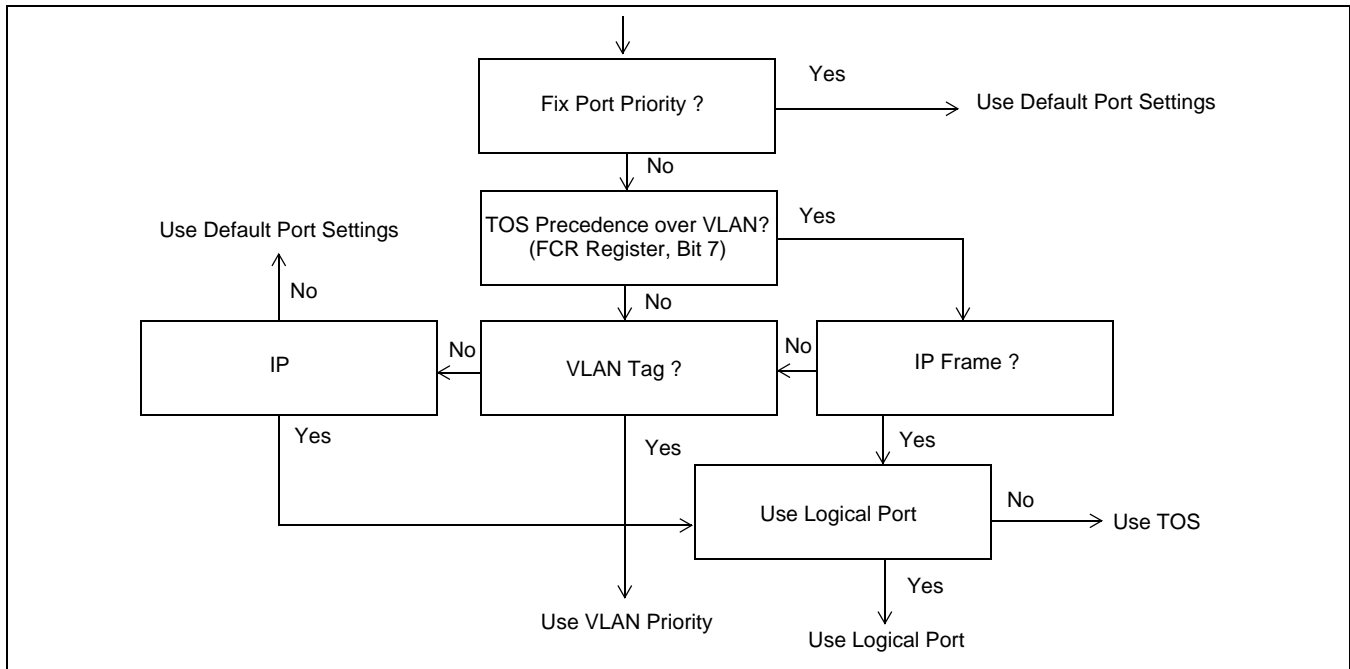 Fix Port Priority ?
Yes
Use Default Port Settings
No
TOS Precedence over VLAN?
(FCR Register, Bit 7)
Yes
Use Default Port Settings
No
No
IP
No
VLAN Tag ?
No
IP Frame ?
Yes
Yes
Yes
Use Logical Port
No
Use TOS
Yes
Use VLAN Priority
Use Logical Port